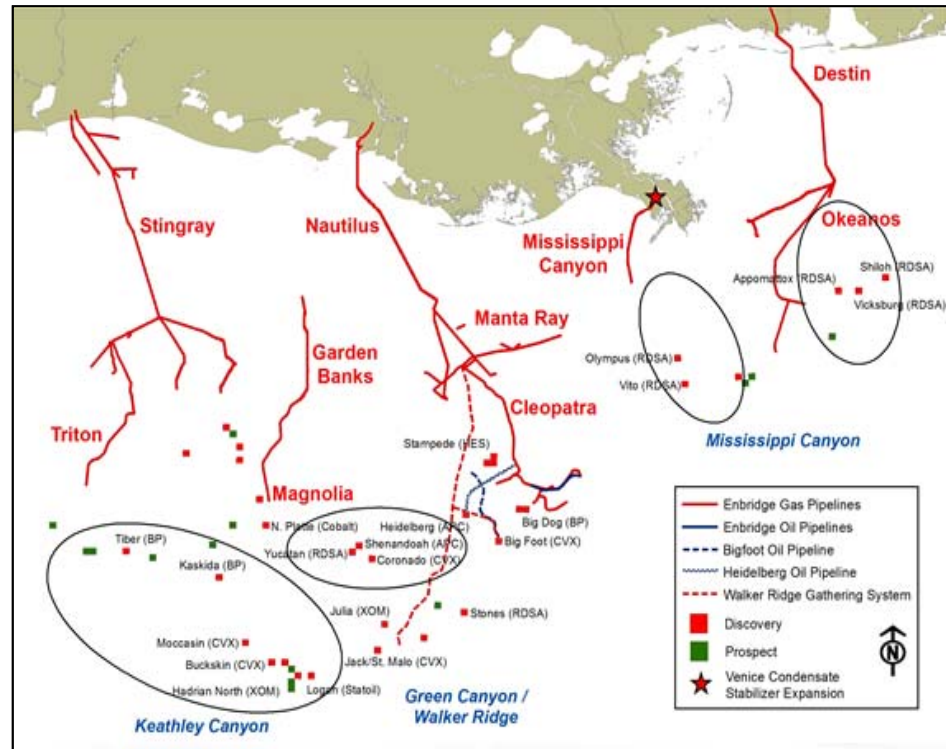 Destin
Stingray
Nautilus
Okeanos
Mississippi
Canyon
Shiloh (RDSA)
Appomattox (RDSA)
Vicksburg (RDSA)
Manta Ray
Garden
Banks
Olympus (RDSA)
Vito (RDSA)
Cleopatra
Triton
Mississippi Canyon
Stampede (HES)
Magnolia
N. Platte (Cobalt)
Heidelberg (APC)
Big Dog (BP)
Big Foot (CVX)
Tiber (BP)
Yucatan (RDSA)
Shenandoah (APC)
Coronado (CVX)
Kaskida (BP)
Julia (XOM)
Stones (RDSA)
Moccasin (CVX)
Jack/St. Malo (CVX)
Buckskin (CVX)
Hadrian North (XOM)
Logan (Statoil)
Green Canyon /
Walker Ridge
Keathley Canyon
Enbridge Gas Pipelines
Enbridge Oil Pipelines
Bigfoot Oil Pipeline
Heidelberg Oil Pipeline
Walker Ridge Gathering System
Discovery
Prospect
Venice Condensate
Stabilizer Expansion
N